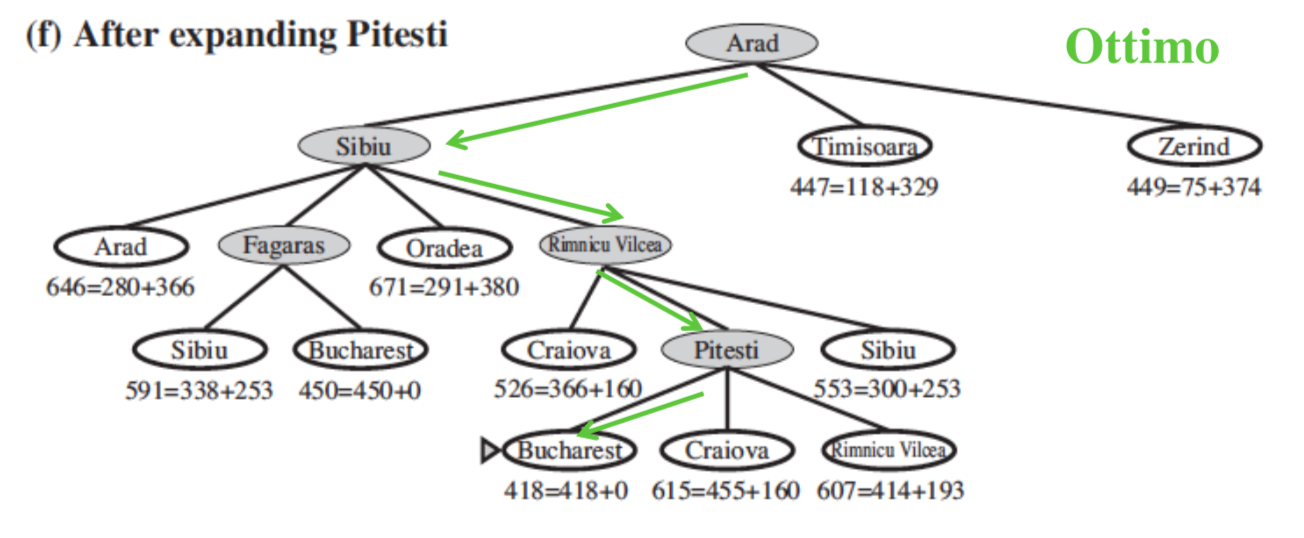 (f) After expanding Pitesti
Ottimo
Arad
Sibiu
Timisoara
Zerind
447=118+329
449=75+374
Arad
Fagaras
Oradea
Rimnicu Vilcea
646=280+366
671=291+380
Sibiu
Bucharest
Craiova
Pitesti
Sibiu
591=338+253
450=450+0
526=366+160
553=300+253
Bucharest
Craiova
Rimnicu Vilcea
418=418+0
615=455+160
607=414+193